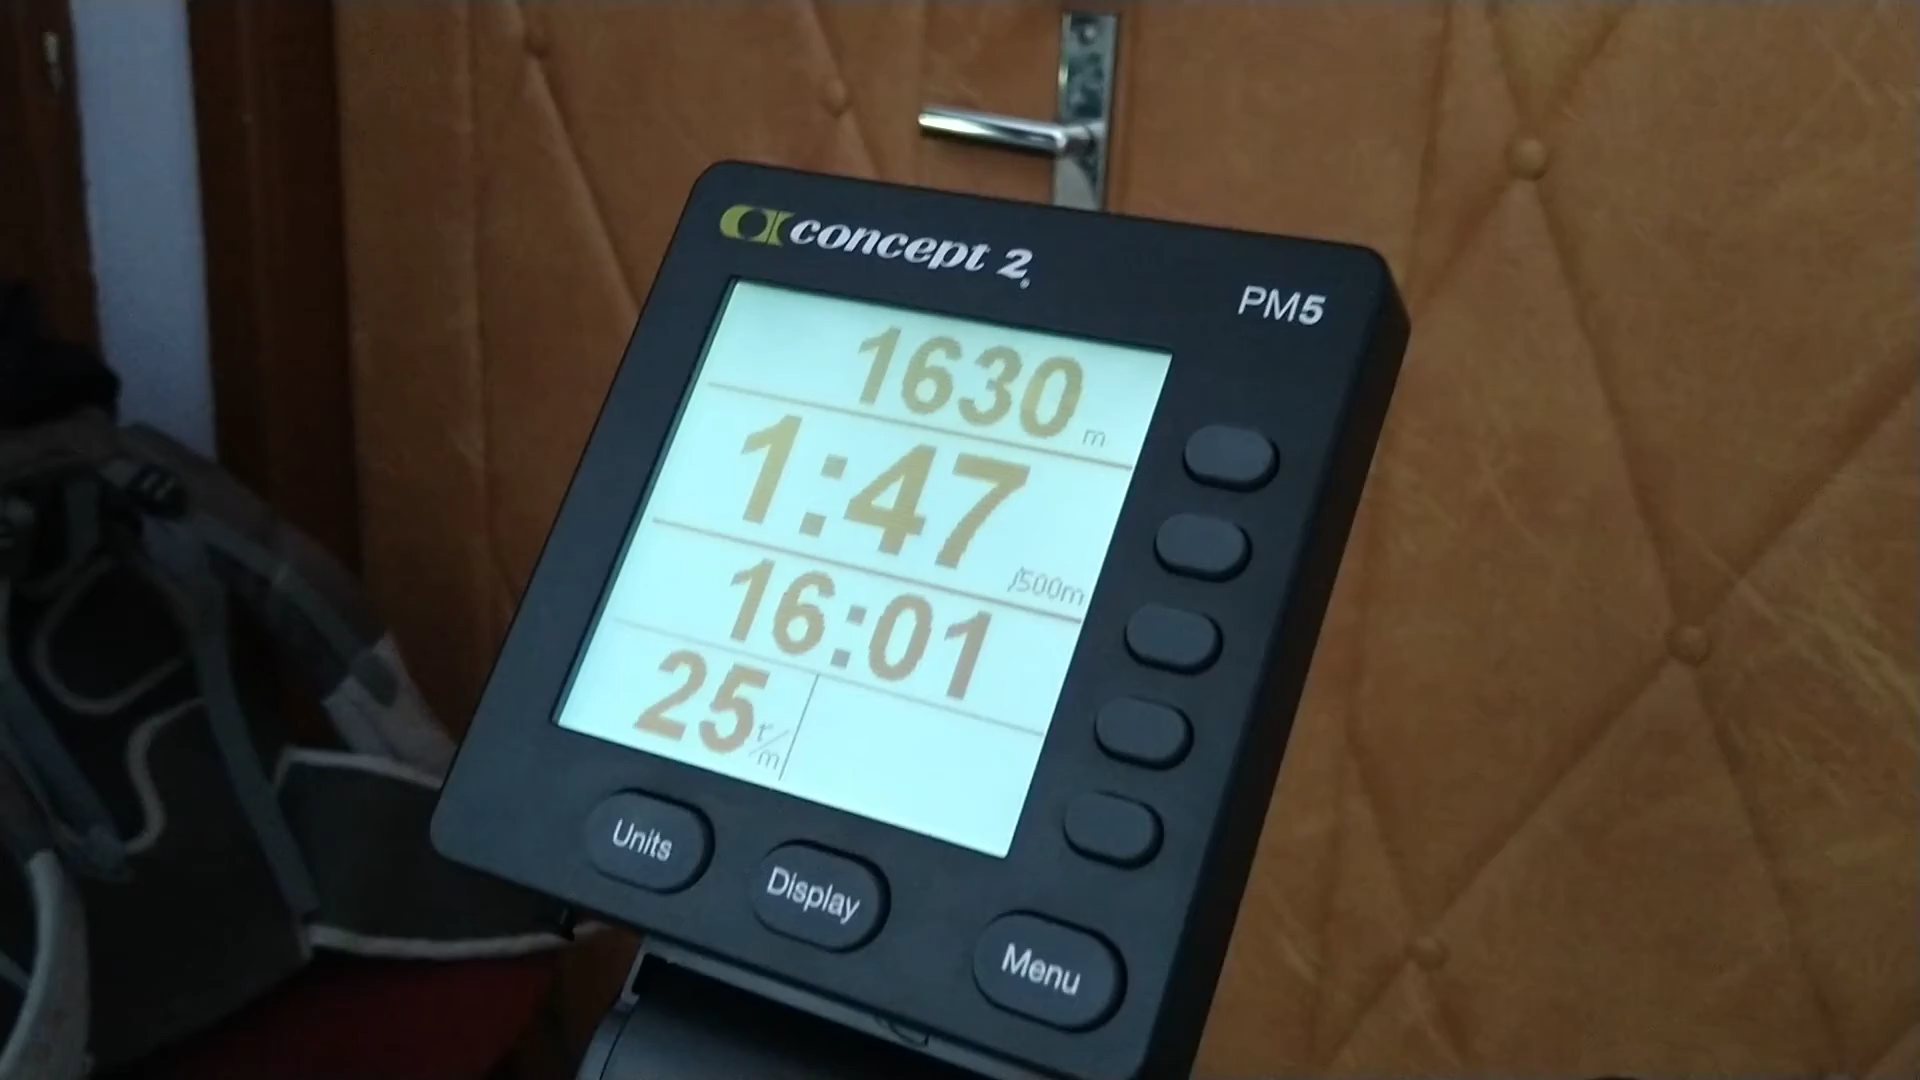 concept 2
PM5
1630 m
1:47 /500m
16:01
25 t/m
Units
Display
Menu